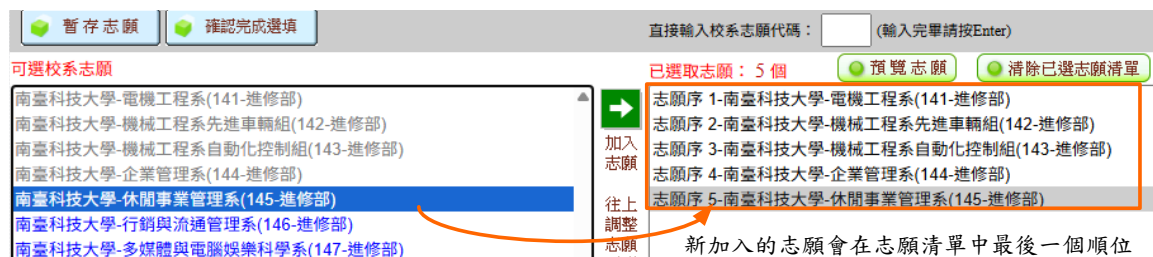 暫存志願
確認完成選填
直接輸入校系志願代碼： (輸入完畢請按Enter)
可選校系志願
已選取志願： 5 個
預覽志願
清除已選志願清單
南臺科技大學-電機工程系(141-進修部)
南臺科技大學-機械工程系先進車輛組(142-進修部)
南臺科技大學-機械工程系自動化控制組(143-進修部)
南臺科技大學-企業管理系(144-進修部)
南臺科技大學-休閒事業管理系(145-進修部)
南臺科技大學-行銷與流通管理系(146-進修部)
南臺科技大學-多媒體與電腦娛樂科學系(147-進修部)
加入
志願
往上
調整
志願
志願序 1-南臺科技大學-電機工程系(141-進修部)
志願序 2-南臺科技大學-機械工程系先進車輛組(142-進修部)
志願序 3-南臺科技大學-機械工程系自動化控制組(143-進修部)
志願序 4-南臺科技大學-企業管理系(144-進修部)
志願序 5-南臺科技大學-休閒事業管理系(145-進修部)
新加入的志願會在志願清單中最後一個順位